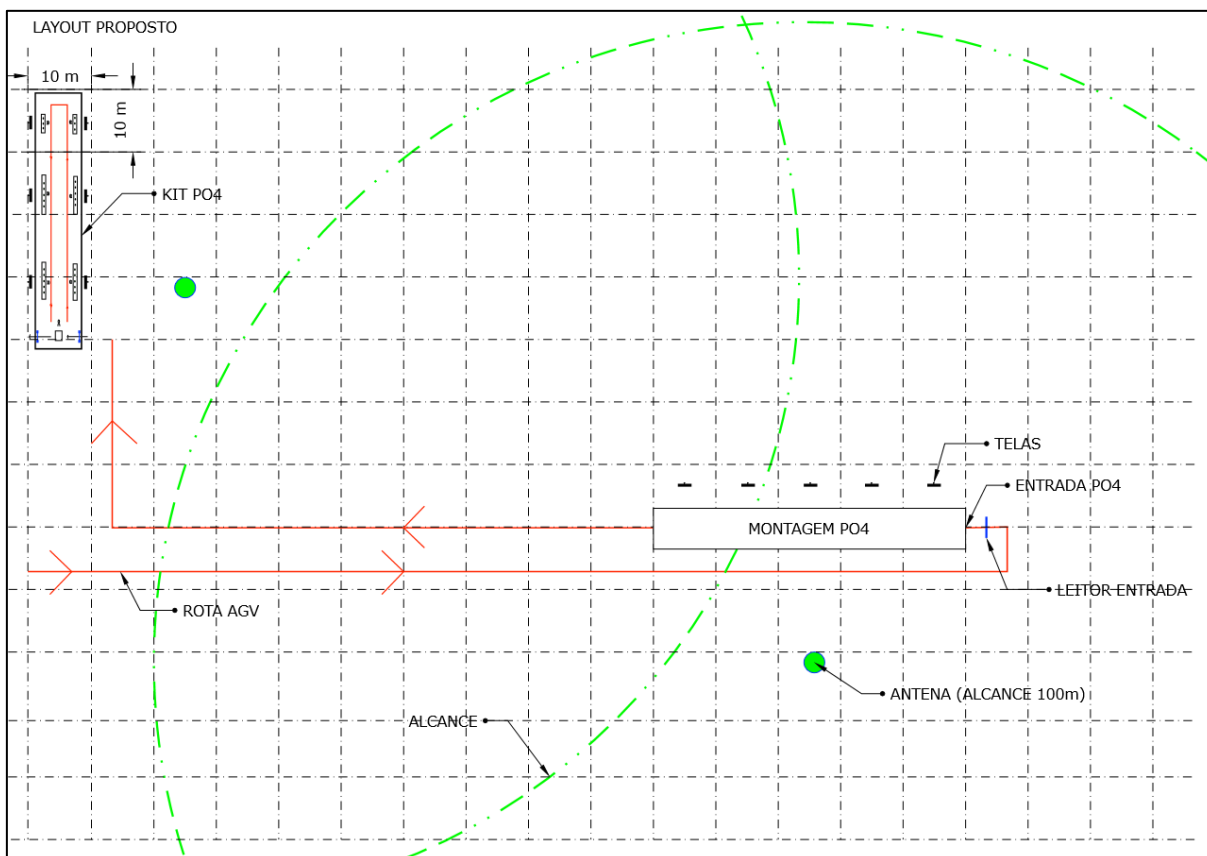 LAYOUT PROPOSTO
10 m
10 m
KIT PO4
TELAS
ENTRADA PO4
MONTAGEM PO4
LEITOR ENTRADA
ROTA AGV
ANTENA (ALCANCE 100m)
ALCANCE